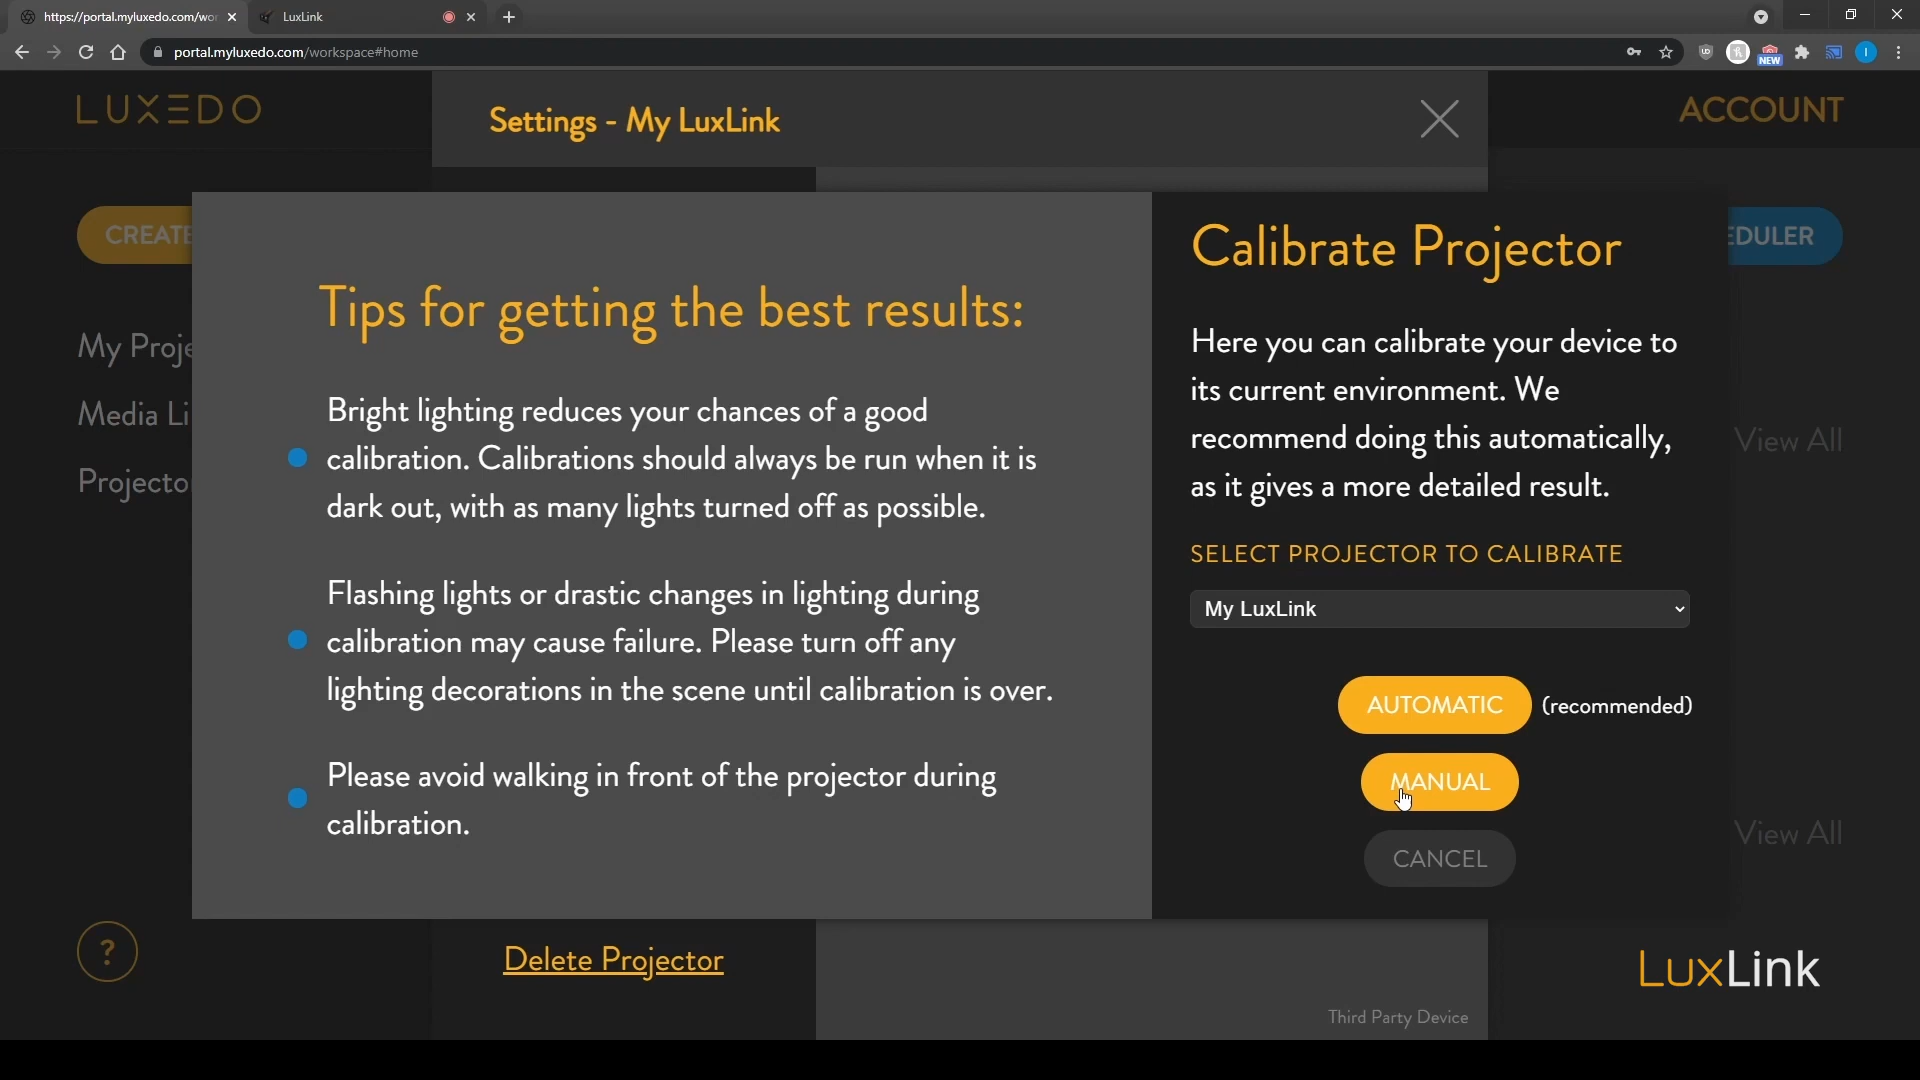 https://portal.myluxedo.com/wor
LuxLink
portal.myluxedo.com/workspace#home
NEW
I
LUXEDO
Settings - My LuxLink
ACCOUNT
CREATE
EDULER
Calibrate Projector
Tips for getting the best results:
Here you can calibrate your device to
its current environment. We
recommend doing this automatically,
as it gives a more detailed result.
My Proje
Media Li
Projector
Bright lighting reduces your chances of a good
calibration. Calibrations should always be run when it is
dark out, with as many lights turned off as possible.
View All
SELECT PROJECTOR TO CALIBRATE
My LuxLink
Flashing lights or drastic changes in lighting during
calibration may cause failure. Please turn off any
lighting decorations in the scene until calibration is over.
AUTOMATIC (recommended)
MANUAL
Please avoid walking in front of the projector during
calibration.
View All
CANCEL
?
Delete Projector
LuxLink
Third Party Device